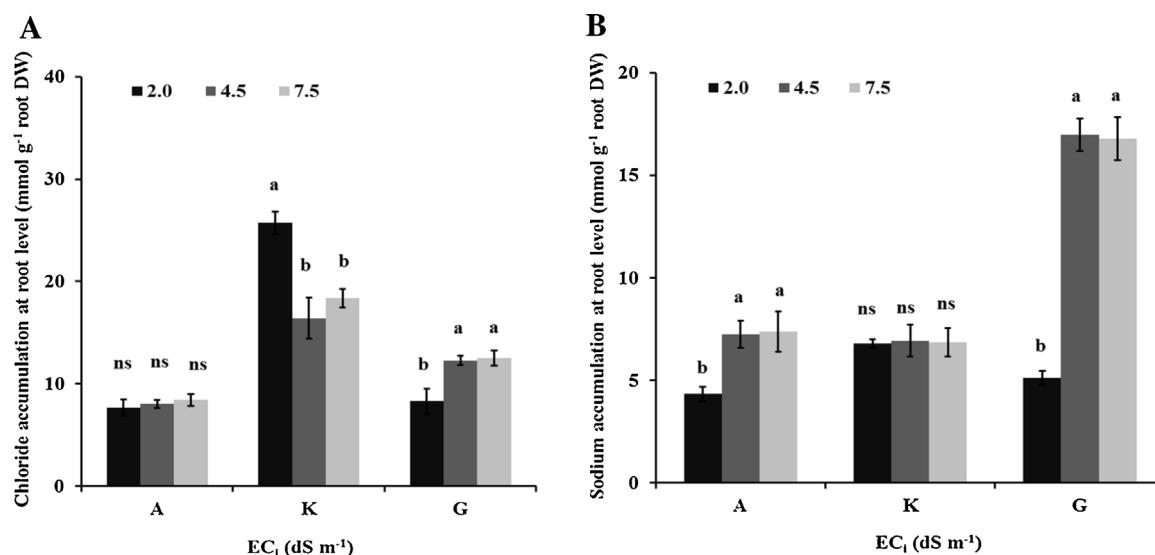 A
Chloride accumulation at root level (mmol g⁻¹ root DW)
40
30
20
10
0
2.0 4.5 7.5
ns ns ns
a
b b
b a a
A K G
ECi (dS m⁻¹)
B
Sodium accumulation at root level (mmol g⁻¹ root DW)
20
15
10
5
0
2.0 4.5 7.5
b a a
ns ns ns
b a a
A K G
ECi (dS m⁻¹)